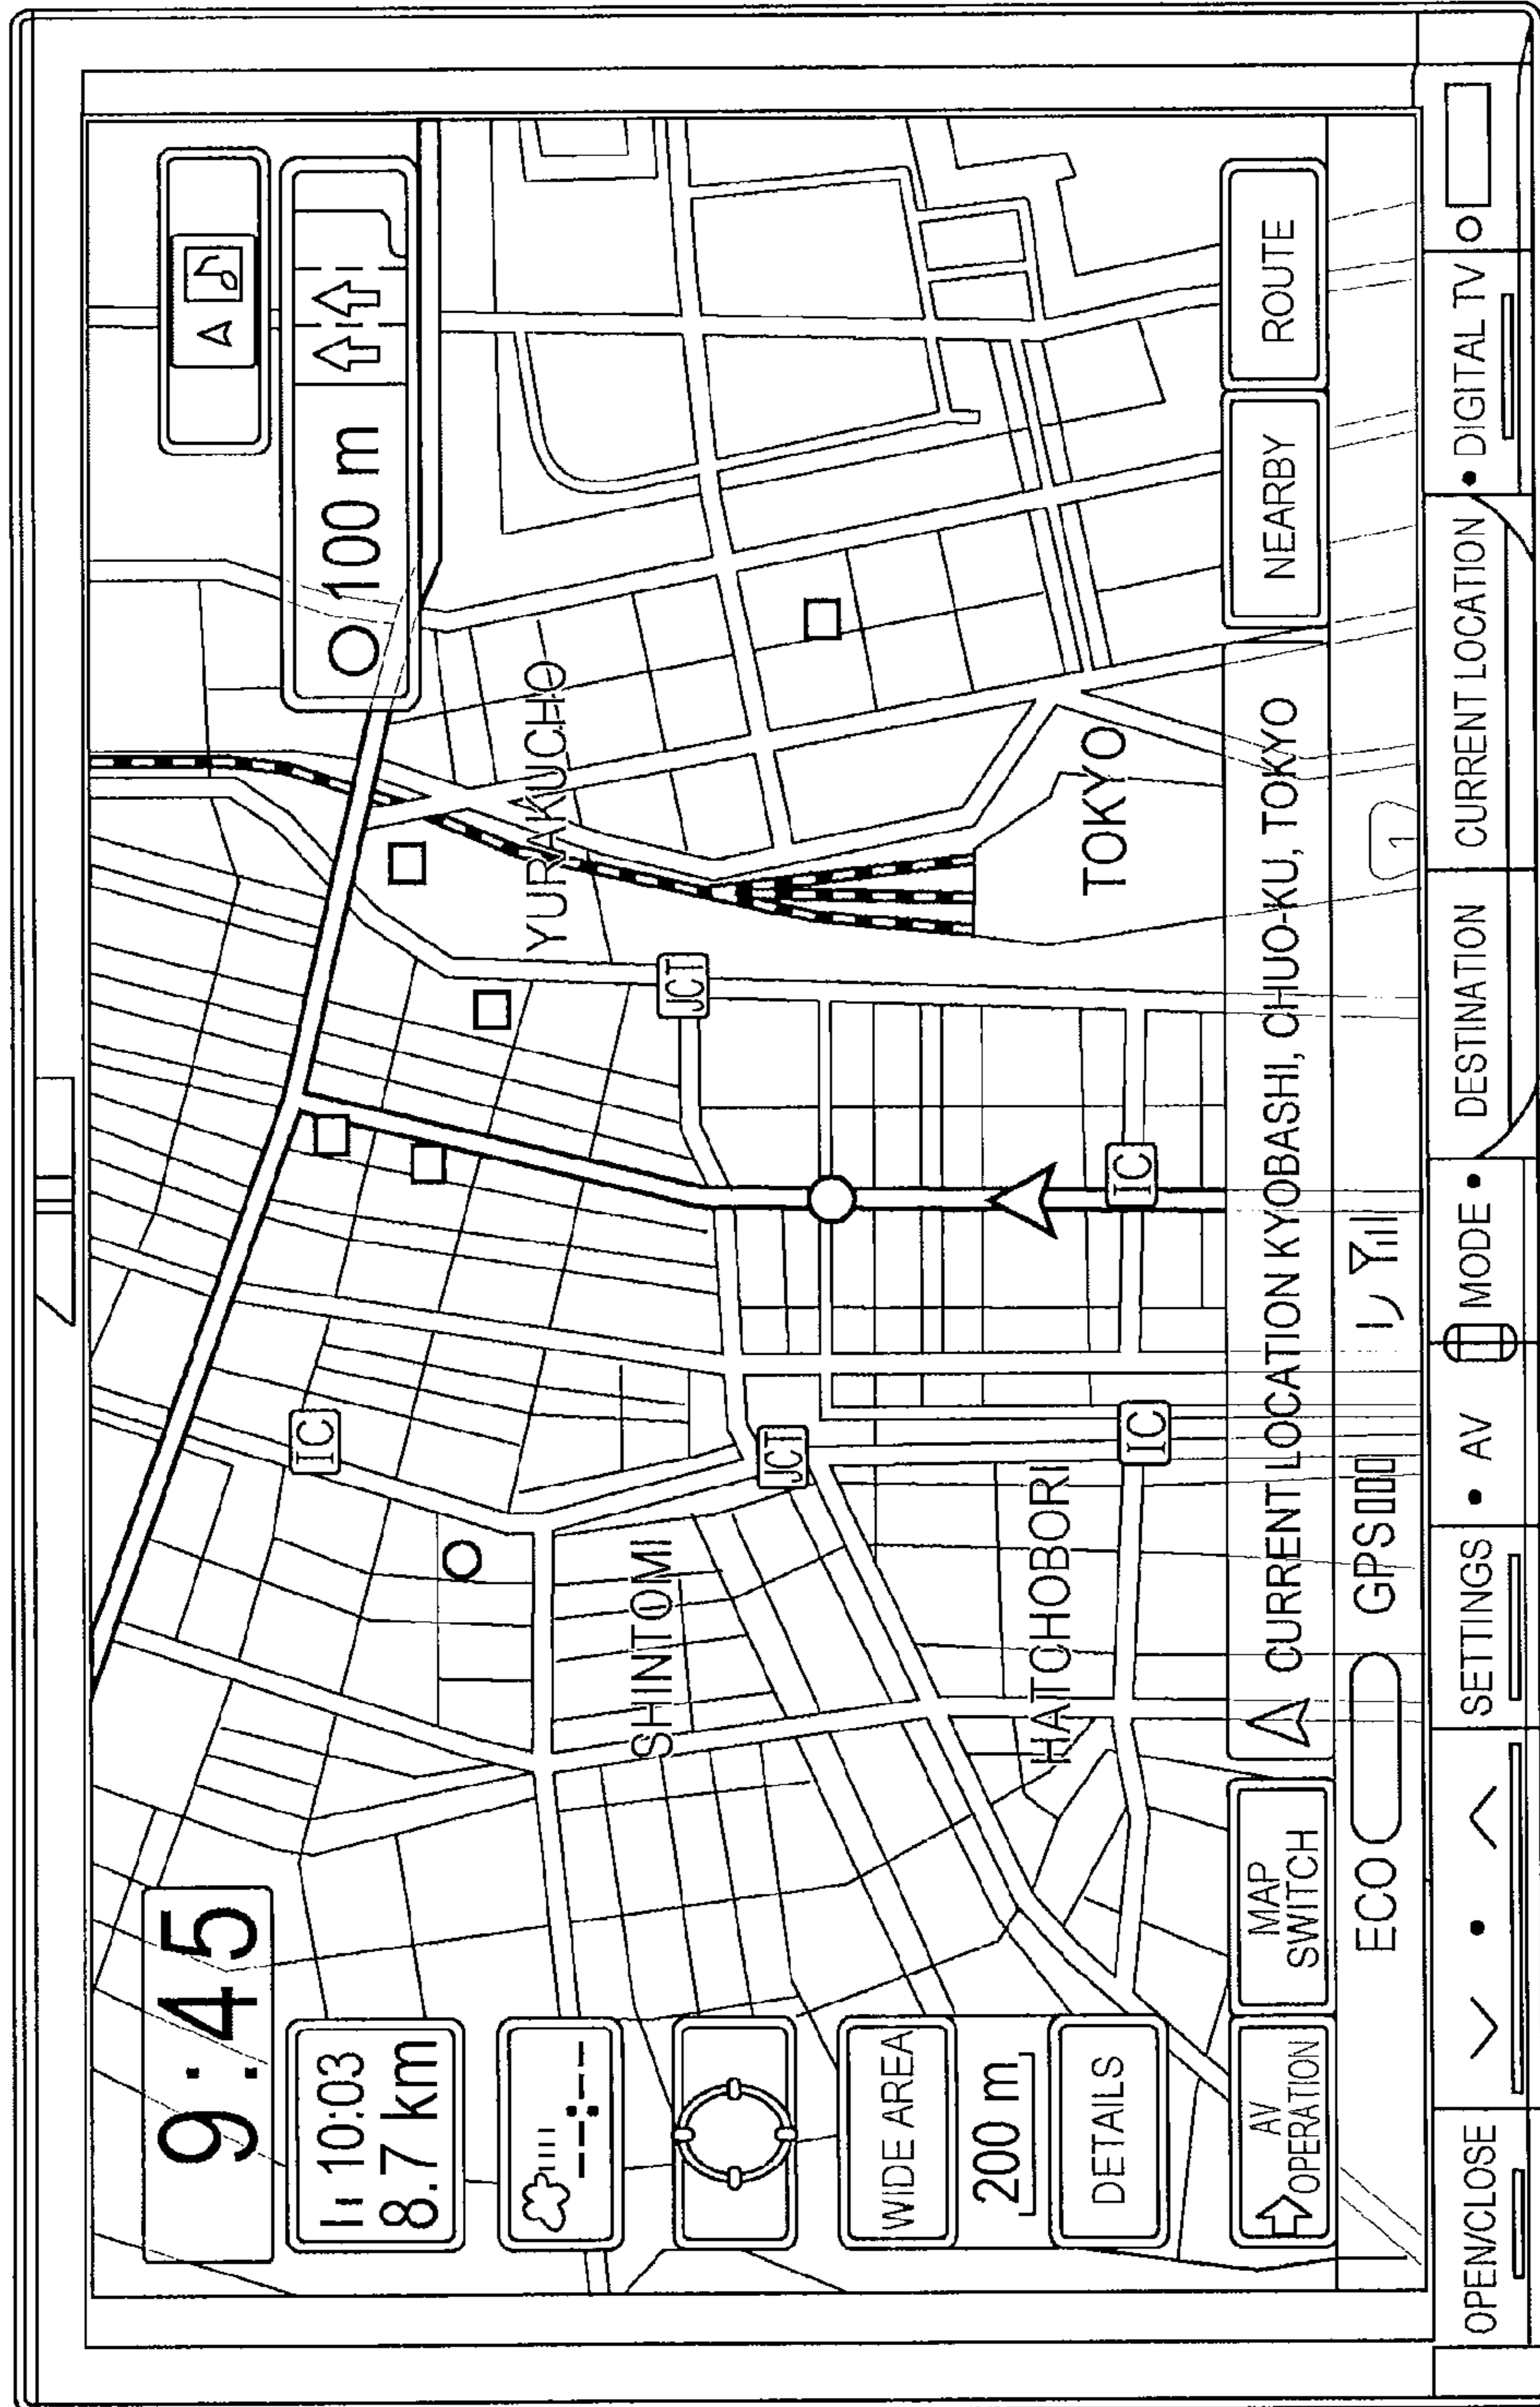 9:45
10:03
8.7 km
--:--
WIDE AREA
200 m
DETAILS
AV
OPERATION
MAP
SWITCH
100 m
IC
JCT
JCT
IC
IC
SHINTOMI
HATCHOBORI
YURAKUCHO
TOKYO
CURRENT LOCATION KYOBASHI, CHUO-KU, TOKYO
NEARBY
ROUTE
ECO
GPS
1
OPEN/CLOSE
SETTINGS
• AV
MODE •
DESTINATION
CURRENT LOCATION
• DIGITAL TV